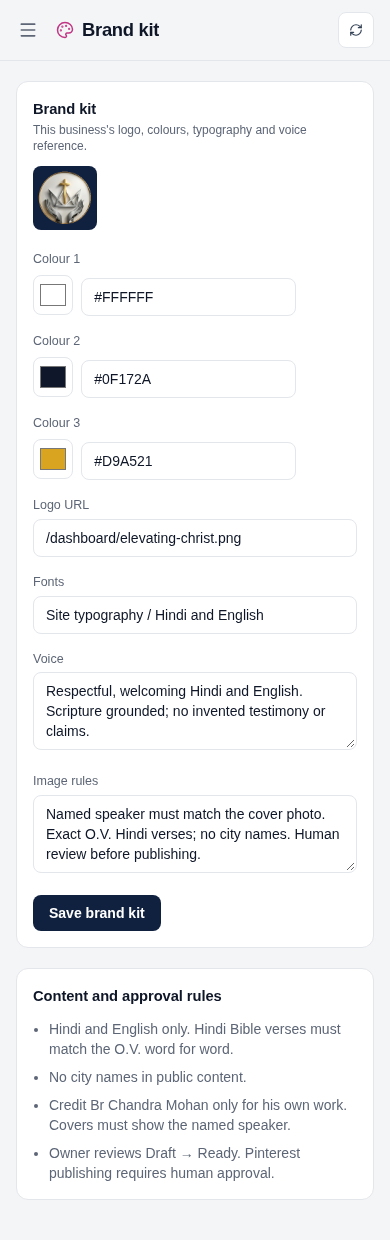 Brand kit
Brand kit
This business's logo, colours, typography and voice
reference.
Colour 1
#FFFFFF
Colour 2
#0F172A
Colour 3
#D9A521
Logo URL
/dashboard/elevating-christ.png
Fonts
Site typography / Hindi and English
Voice
Respectful, welcoming Hindi and English.
Scripture grounded; no invented testimony or
claims.
Image rules
Named speaker must match the cover photo.
Exact O.V. Hindi verses; no city names. Human
review before publishing.
Save brand kit
Content and approval rules
• Hindi and English only. Hindi Bible verses must
match the O.V. word for word.
• No city names in public content.
• Credit Br Chandra Mohan only for his own work.
Covers must show the named speaker.
• Owner reviews Draft → Ready. Pinterest
publishing requires human approval.